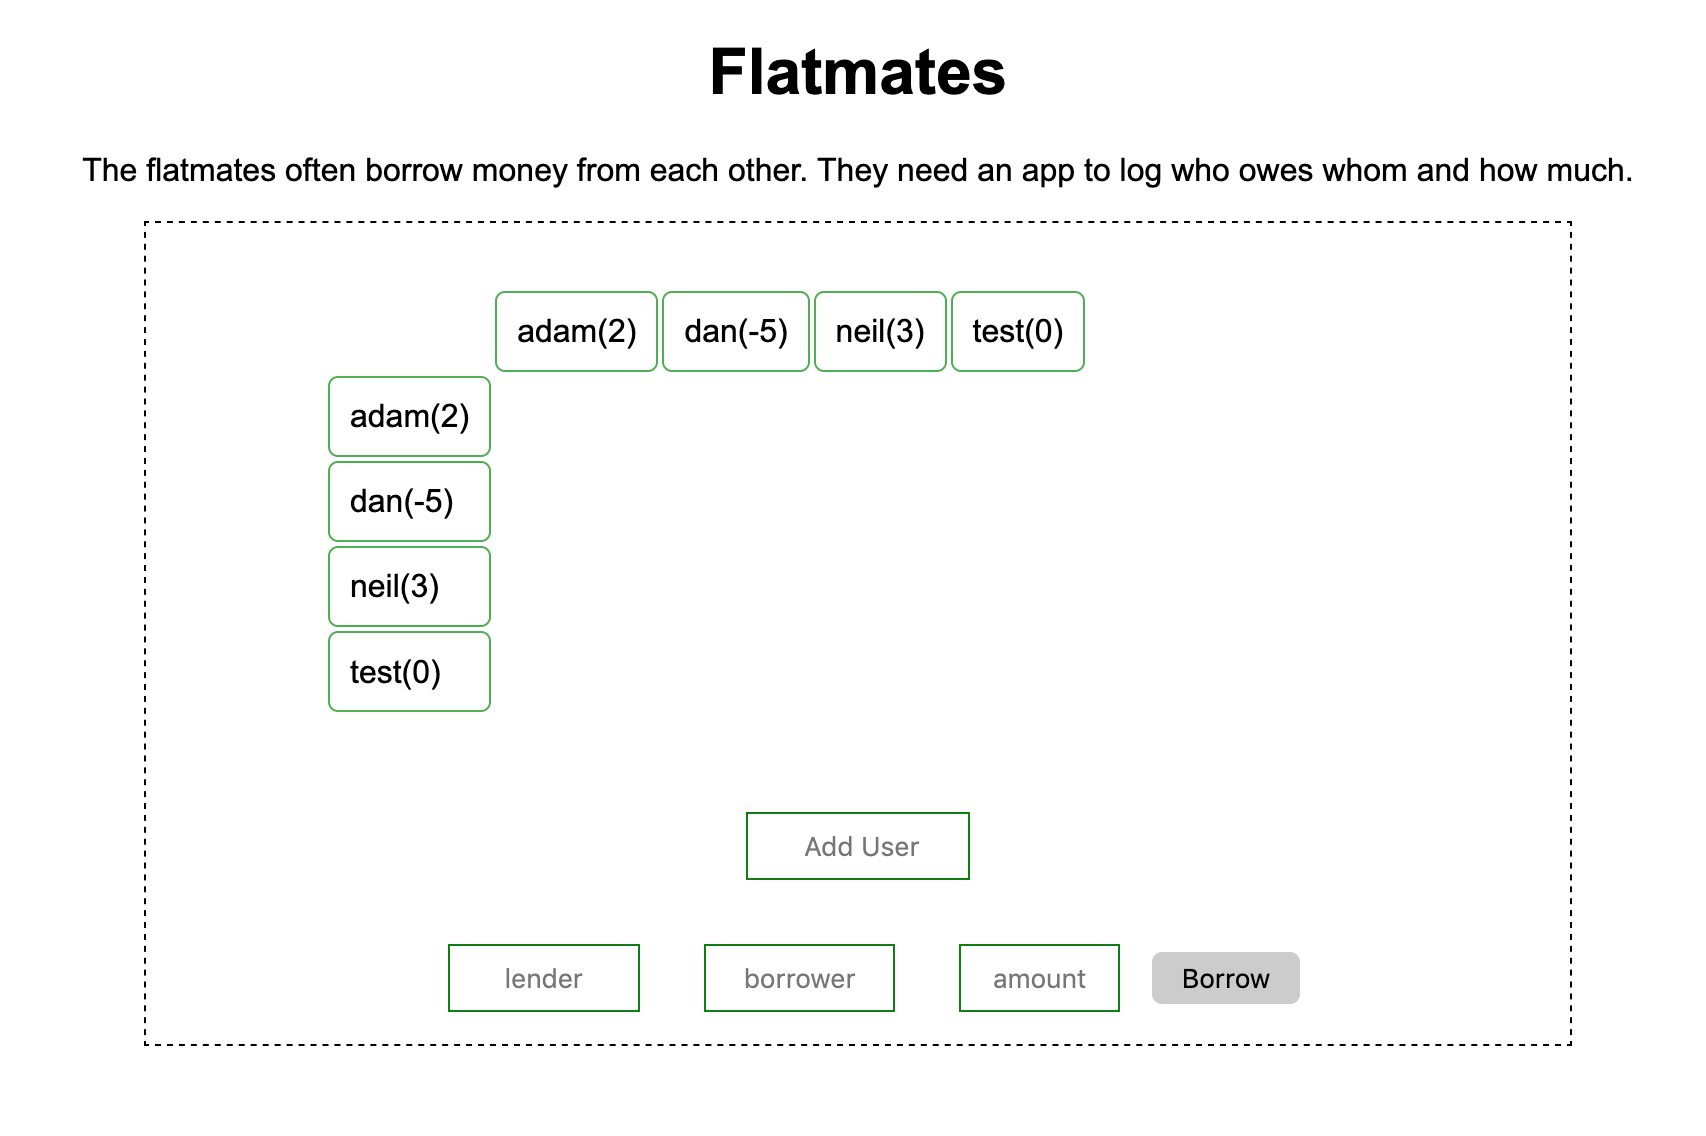 Flatmates
The flatmates often borrow money from each other. They need an app to log who owes whom and how much.
adam(2) dan(-5) neil(3) test(0)
adam(2)
dan(-5)
neil(3)
test(0)
Add User
lender borrower amount Borrow